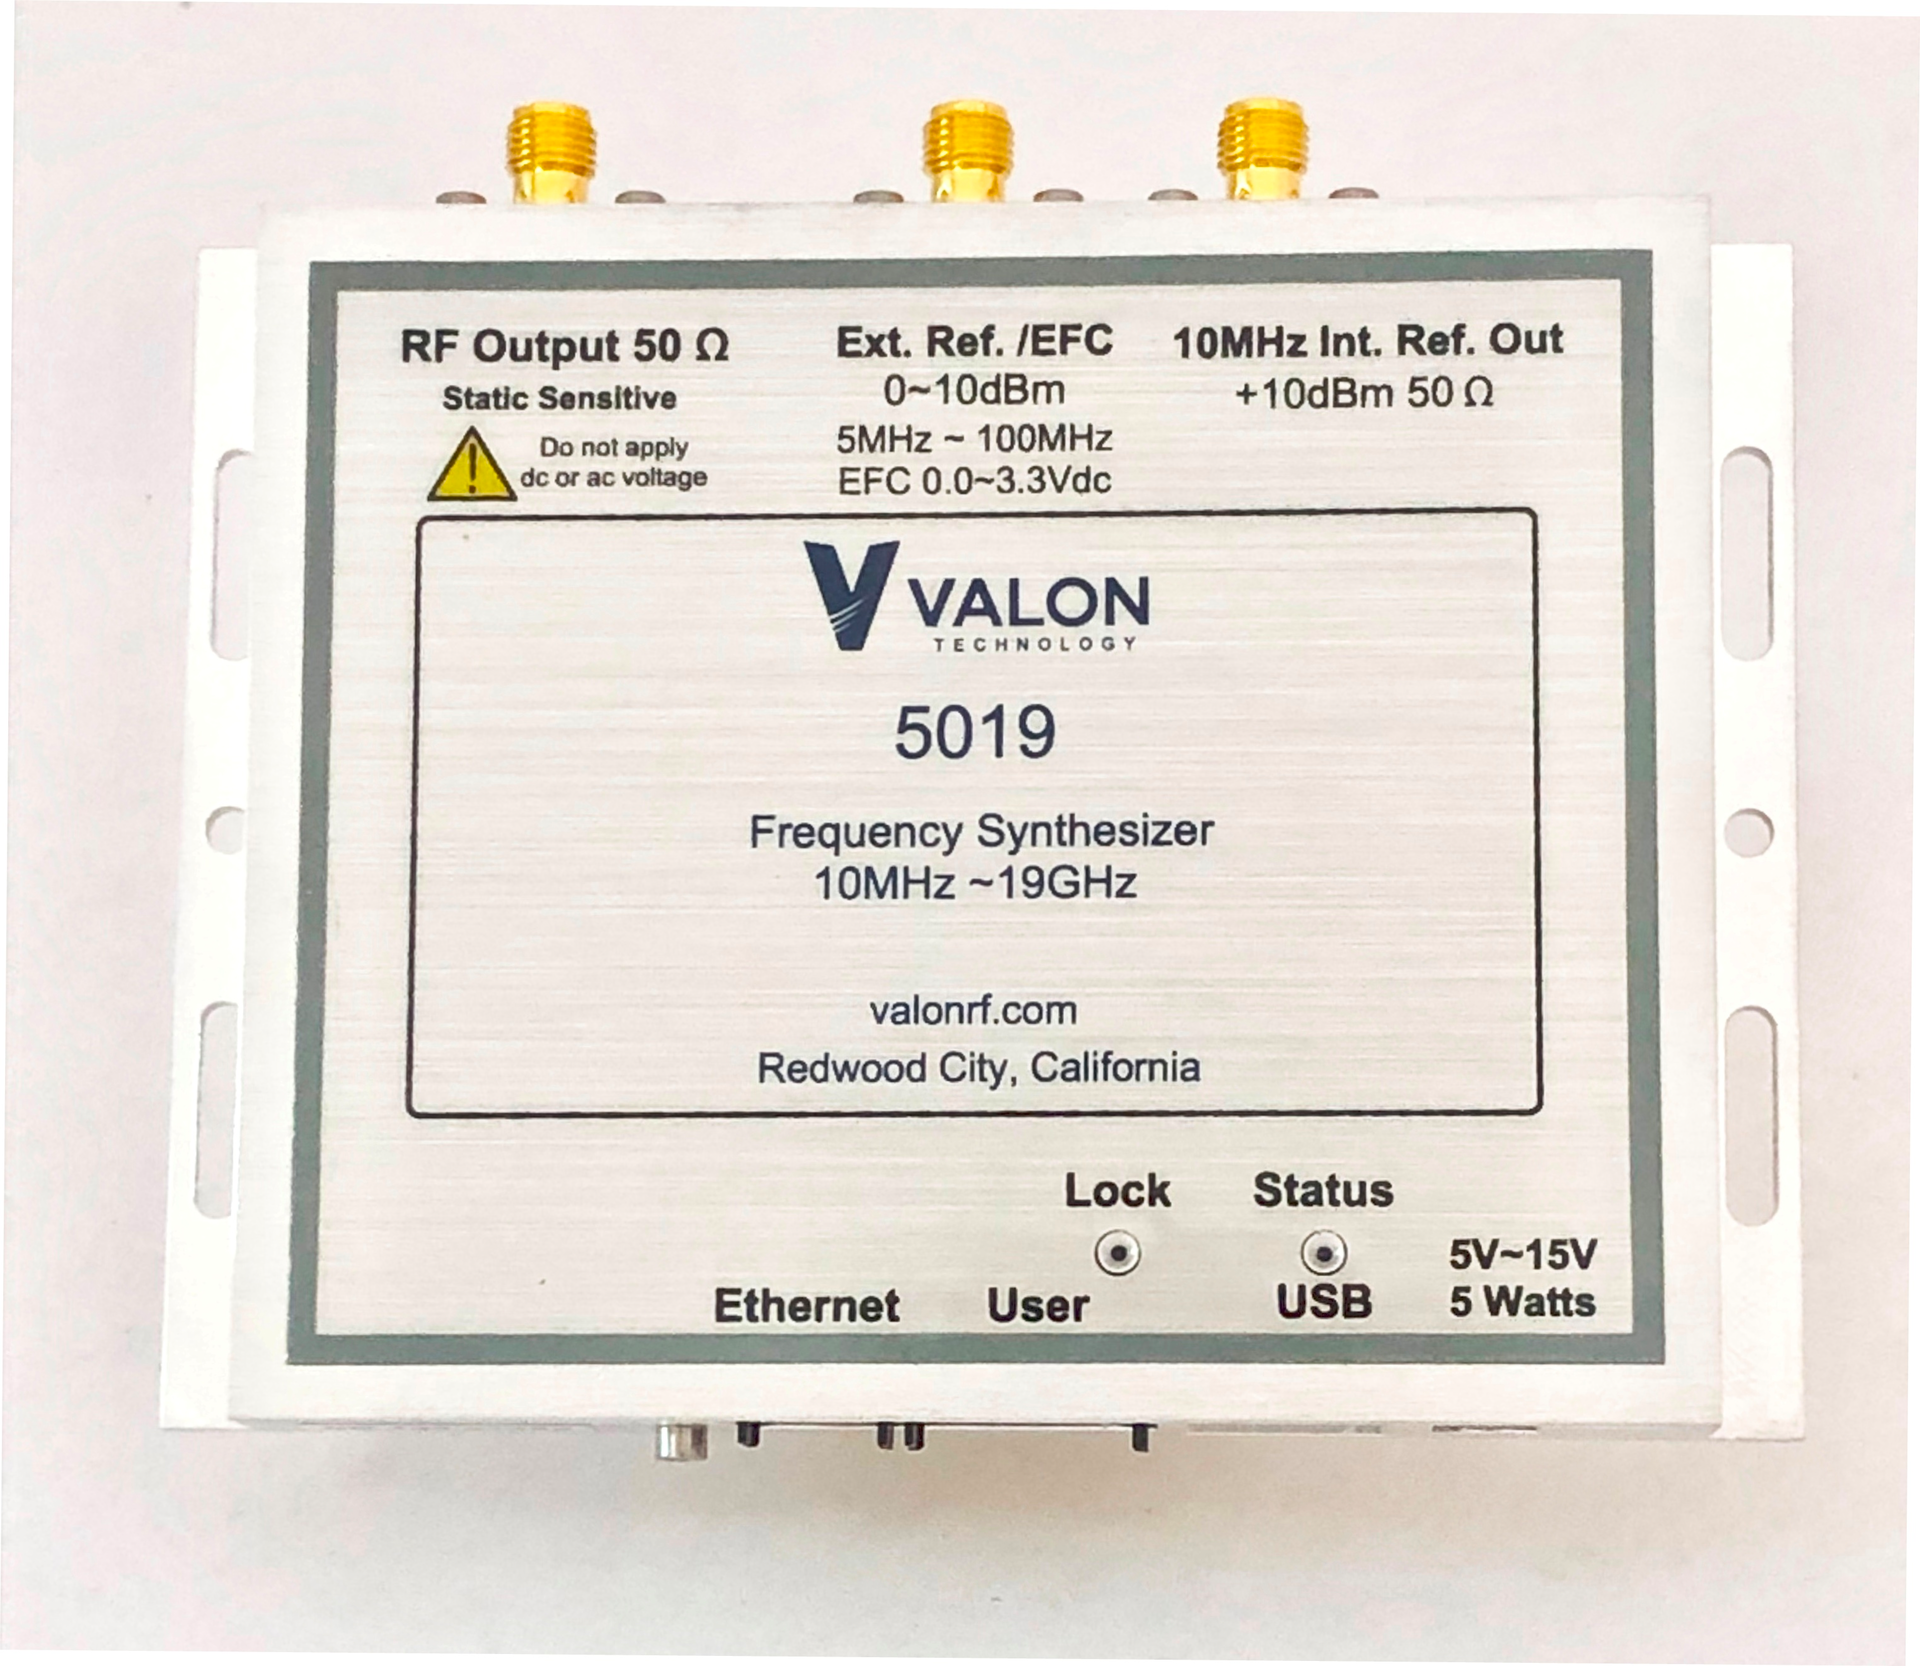 RF Output 50 Ω
Static Sensitive
Do not apply
dc or ac voltage
Ext. Ref. /EFC
0~10dBm
5MHz ~ 100MHz
EFC 0.0~3.3Vdc
10MHz Int. Ref. Out
+10dBm 50 Ω
VALON
TECHNOLOGY
5019
Frequency Synthesizer
10MHz ~19GHz
valonrf.com
Redwood City, California
Lock
Status
Ethernet
User
USB
5V~15V
5 Watts